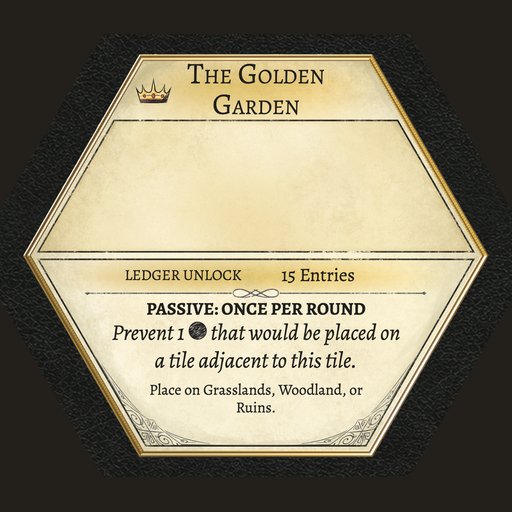 The Golden
Garden
LEDGER UNLOCK 15 Entries
PASSIVE: ONCE PER ROUND
Prevent 1 that would be placed on
a tile adjacent to this tile.
Place on Grasslands, Woodland, or
Ruins.